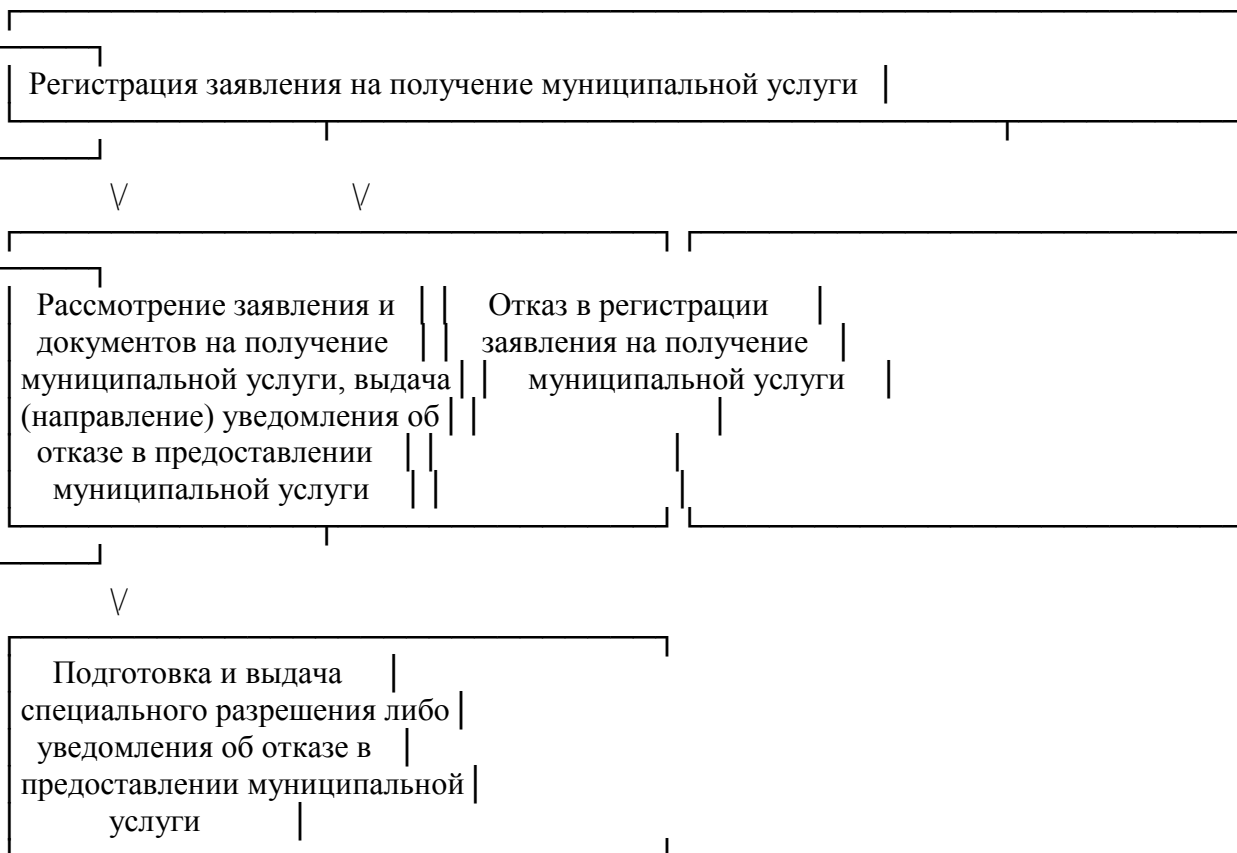 Регистрация заявления на получение муниципальной услуги
Рассмотрение заявления и
документов на получение
муниципальной услуги, выдача
(направление) уведомления об
отказе в предоставлении
муниципальной услуги
Отказ в регистрации
заявления на получение
муниципальной услуги
Подготовка и выдача
специального разрешения либо
уведомления об отказе в
предоставлении муниципальной
услуги